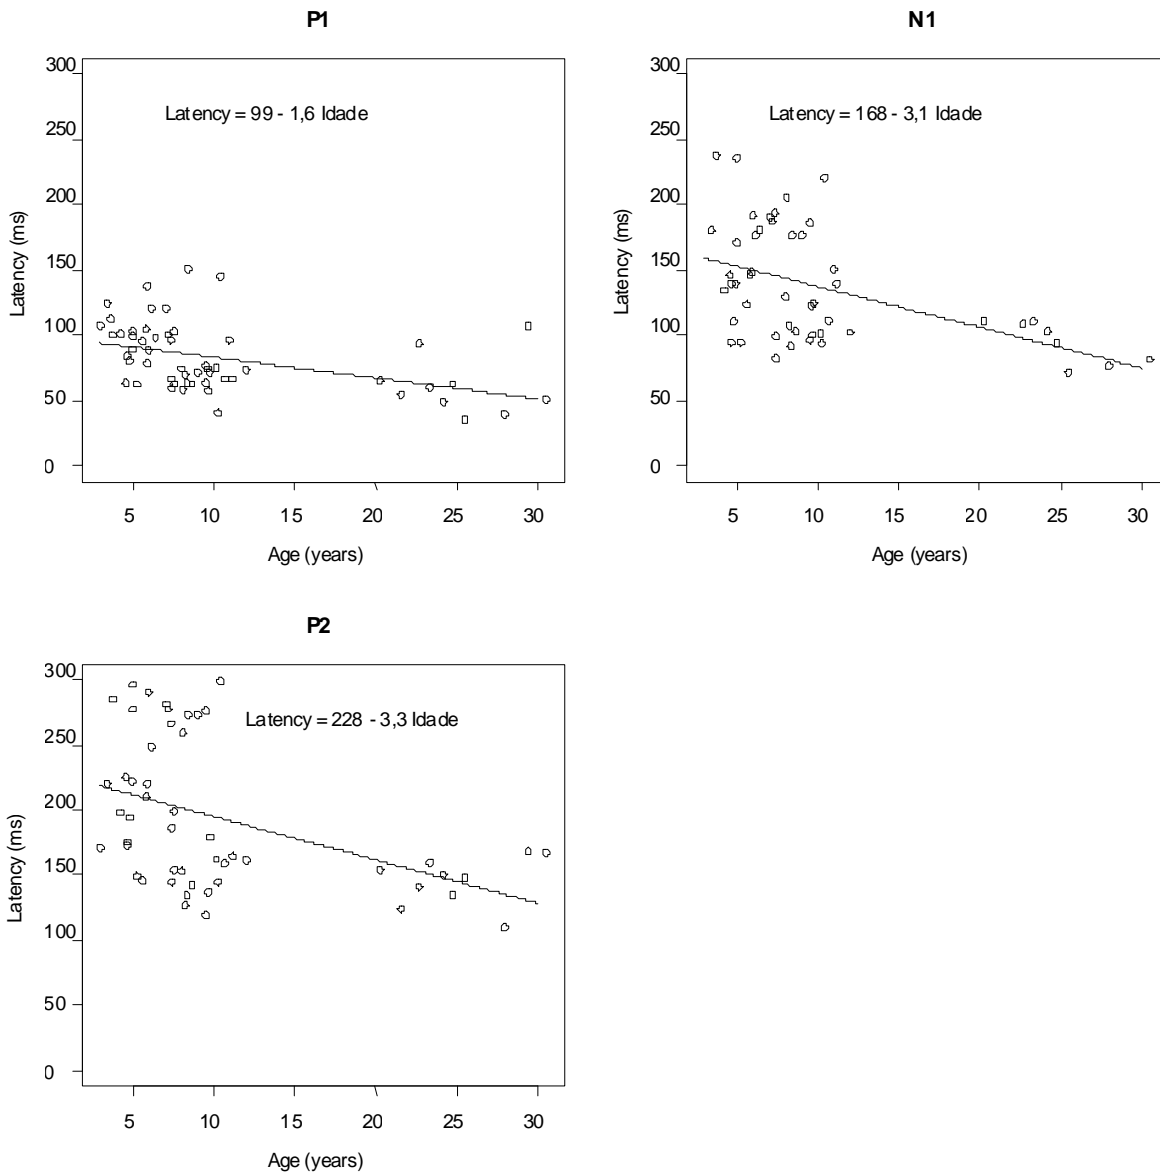 P1
300
250
200
150
100
50
0
Latency (ms)
Latency = 99 - 1,6 Idade
5 10 15 20 25 30
Age (years)
N1
300
250
200
150
100
50
0
Latency (ms)
Latency = 168 - 3,1 Idade
5 10 15 20 25 30
Age (years)
P2
300
250
200
150
100
50
0
Latency (ms)
Latency = 228 - 3,3 Idade
5 10 15 20 25 30
Age (years)